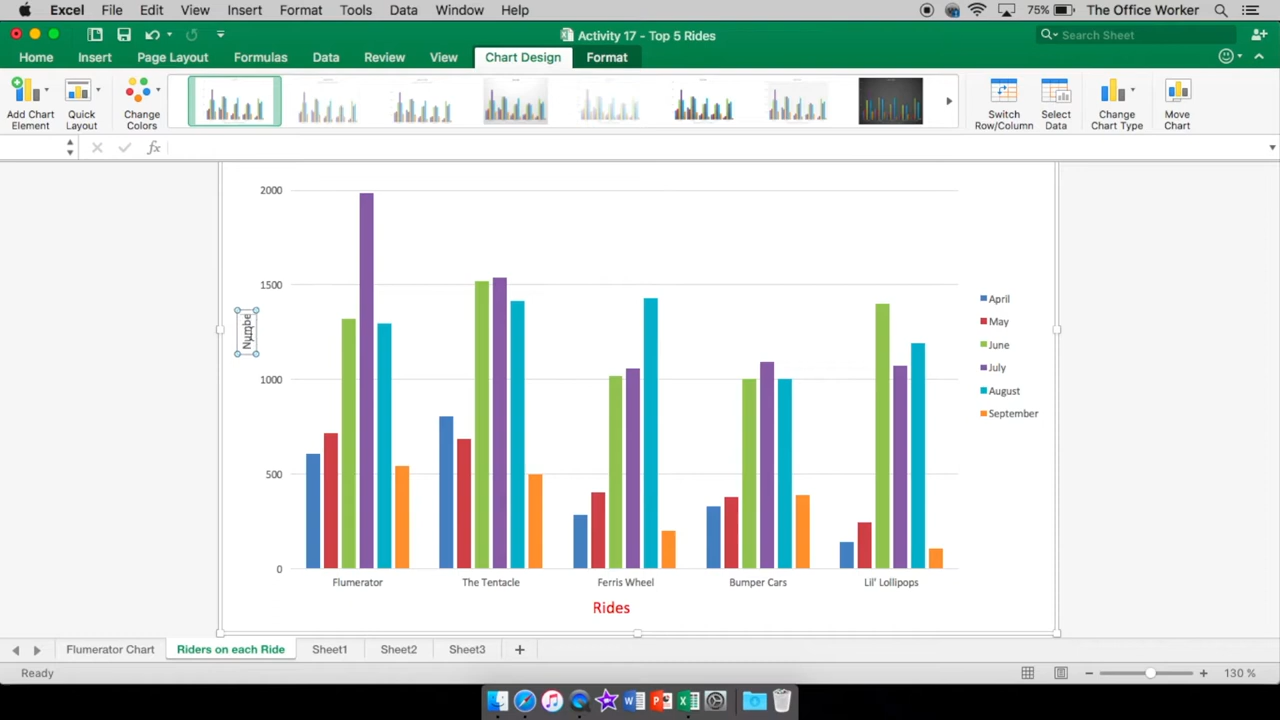 Excel File Edit View Insert Format Tools Data Window Help 75% The Office Worker
Activity 17 - Top 5 Rides Search Sheet
Home Insert Page Layout Formulas Data Review View Chart Design Format
Add Chart Element
Quick Layout
Change Colors
Switch Row/Column
Select Data
Change Chart Type
Move Chart
fx
2000
1500
1000
500
0
Numbe
April
May
June
July
August
September
Flumerator The Tentacle Ferris Wheel Bumper Cars Lil' Lollipops
Rides
Flumerator Chart Riders on each Ride Sheet1 Sheet2 Sheet3 +
Ready 130 %